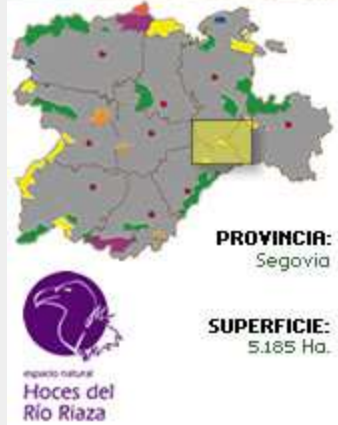 PROVINCIA:
Segovia
SUPERFICIE:
5.185 Ha.
espacio natural
Hoces del
Río Riaza